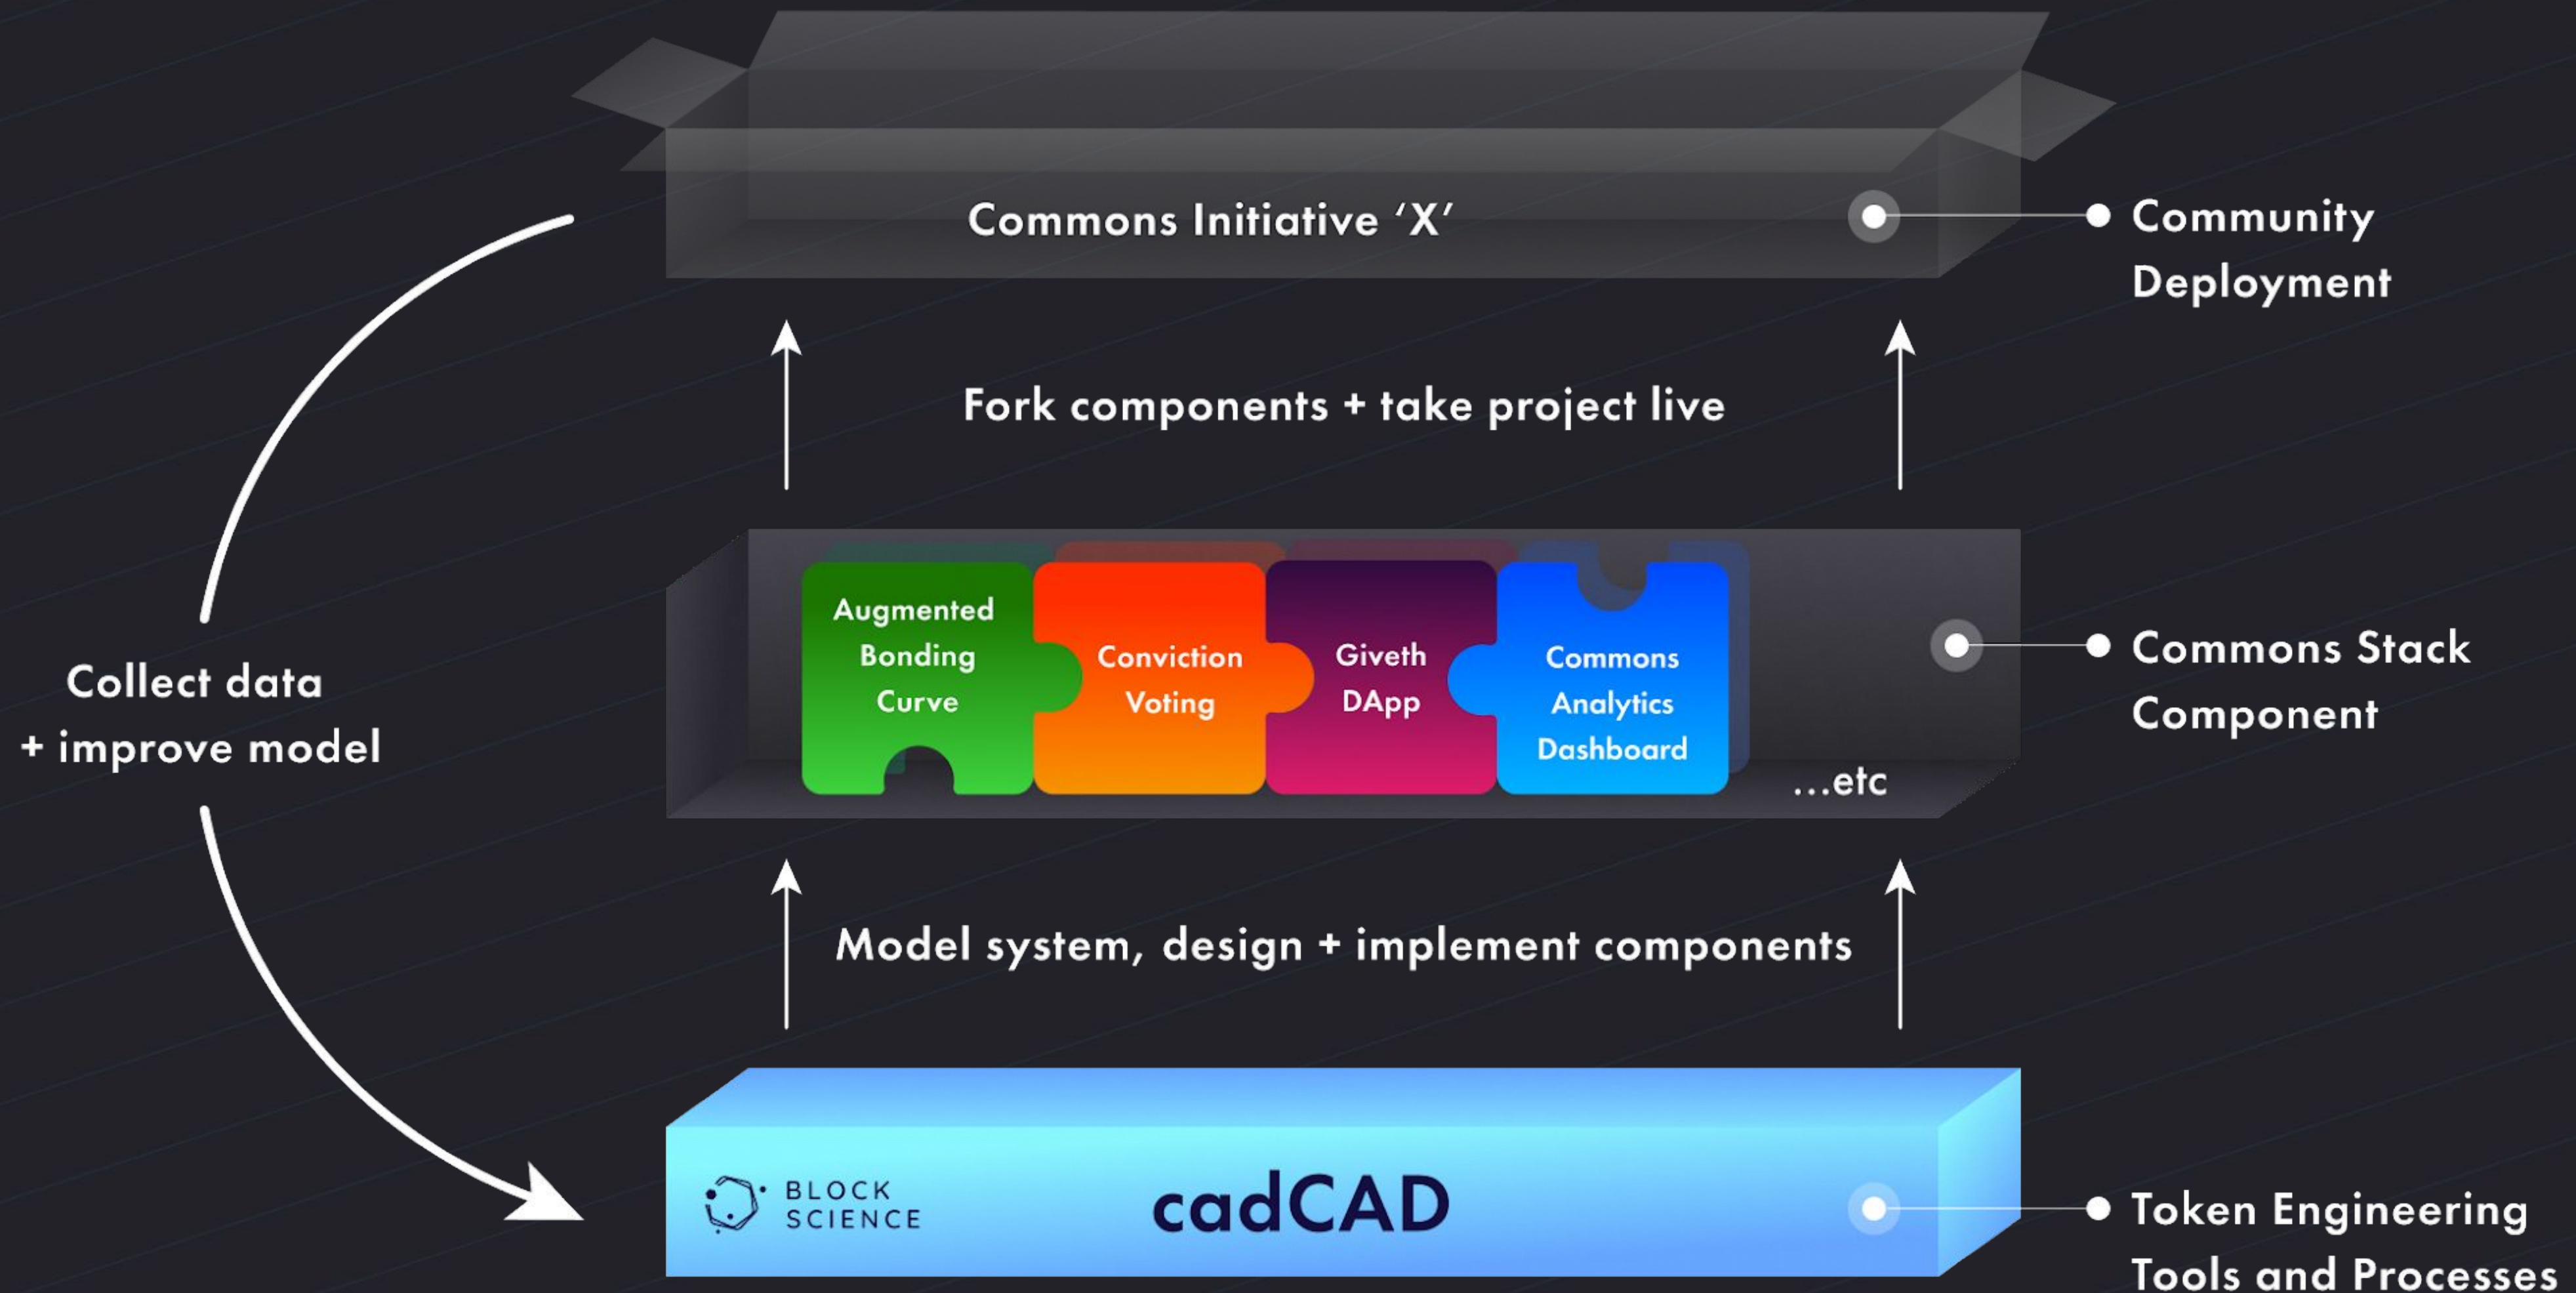 Commons Initiative ‘X’
Community
Deployment
Fork components + take project live
Augmented
Bonding
Curve
Conviction
Voting
Giveth
DApp
Commons
Analytics
Dashboard
...etc
Commons Stack
Component
Collect data
+ improve model
Model system, design + implement components
BLOCK
SCIENCE
cadCAD
Token Engineering
Tools and Processes